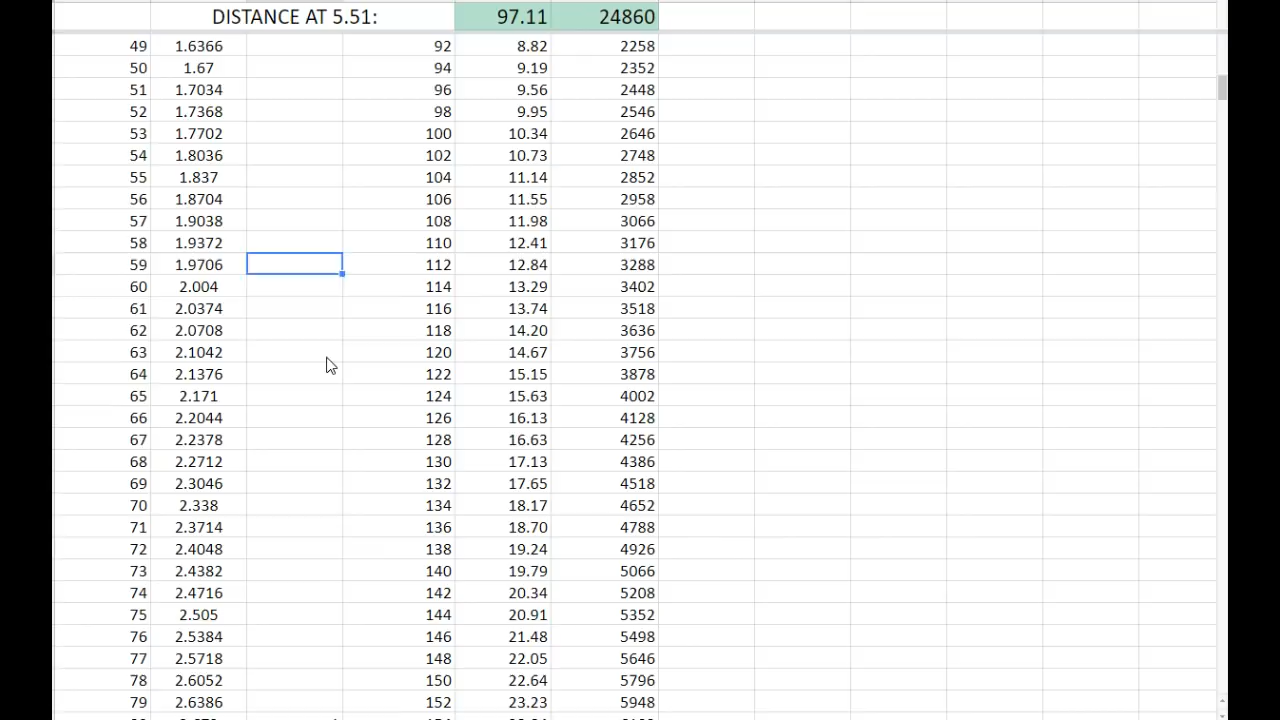 DISTANCE AT 5.51: 97.11 24860
49 1.6366 92 8.82 2258
50 1.67 94 9.19 2352
51 1.7034 96 9.56 2448
52 1.7368 98 9.95 2546
53 1.7702 100 10.34 2646
54 1.8036 102 10.73 2748
55 1.837 104 11.14 2852
56 1.8704 106 11.55 2958
57 1.9038 108 11.98 3066
58 1.9372 110 12.41 3176
59 1.9706 112 12.84 3288
60 2.004 114 13.29 3402
61 2.0374 116 13.74 3518
62 2.0708 118 14.20 3636
63 2.1042 120 14.67 3756
64 2.1376 122 15.15 3878
65 2.171 124 15.63 4002
66 2.2044 126 16.13 4128
67 2.2378 128 16.63 4256
68 2.2712 130 17.13 4386
69 2.3046 132 17.65 4518
70 2.338 134 18.17 4652
71 2.3714 136 18.70 4788
72 2.4048 138 19.24 4926
73 2.4382 140 19.79 5066
74 2.4716 142 20.34 5208
75 2.505 144 20.91 5352
76 2.5384 146 21.48 5498
77 2.5718 148 22.05 5646
78 2.6052 150 22.64 5796
79 2.6386 152 23.23 5948